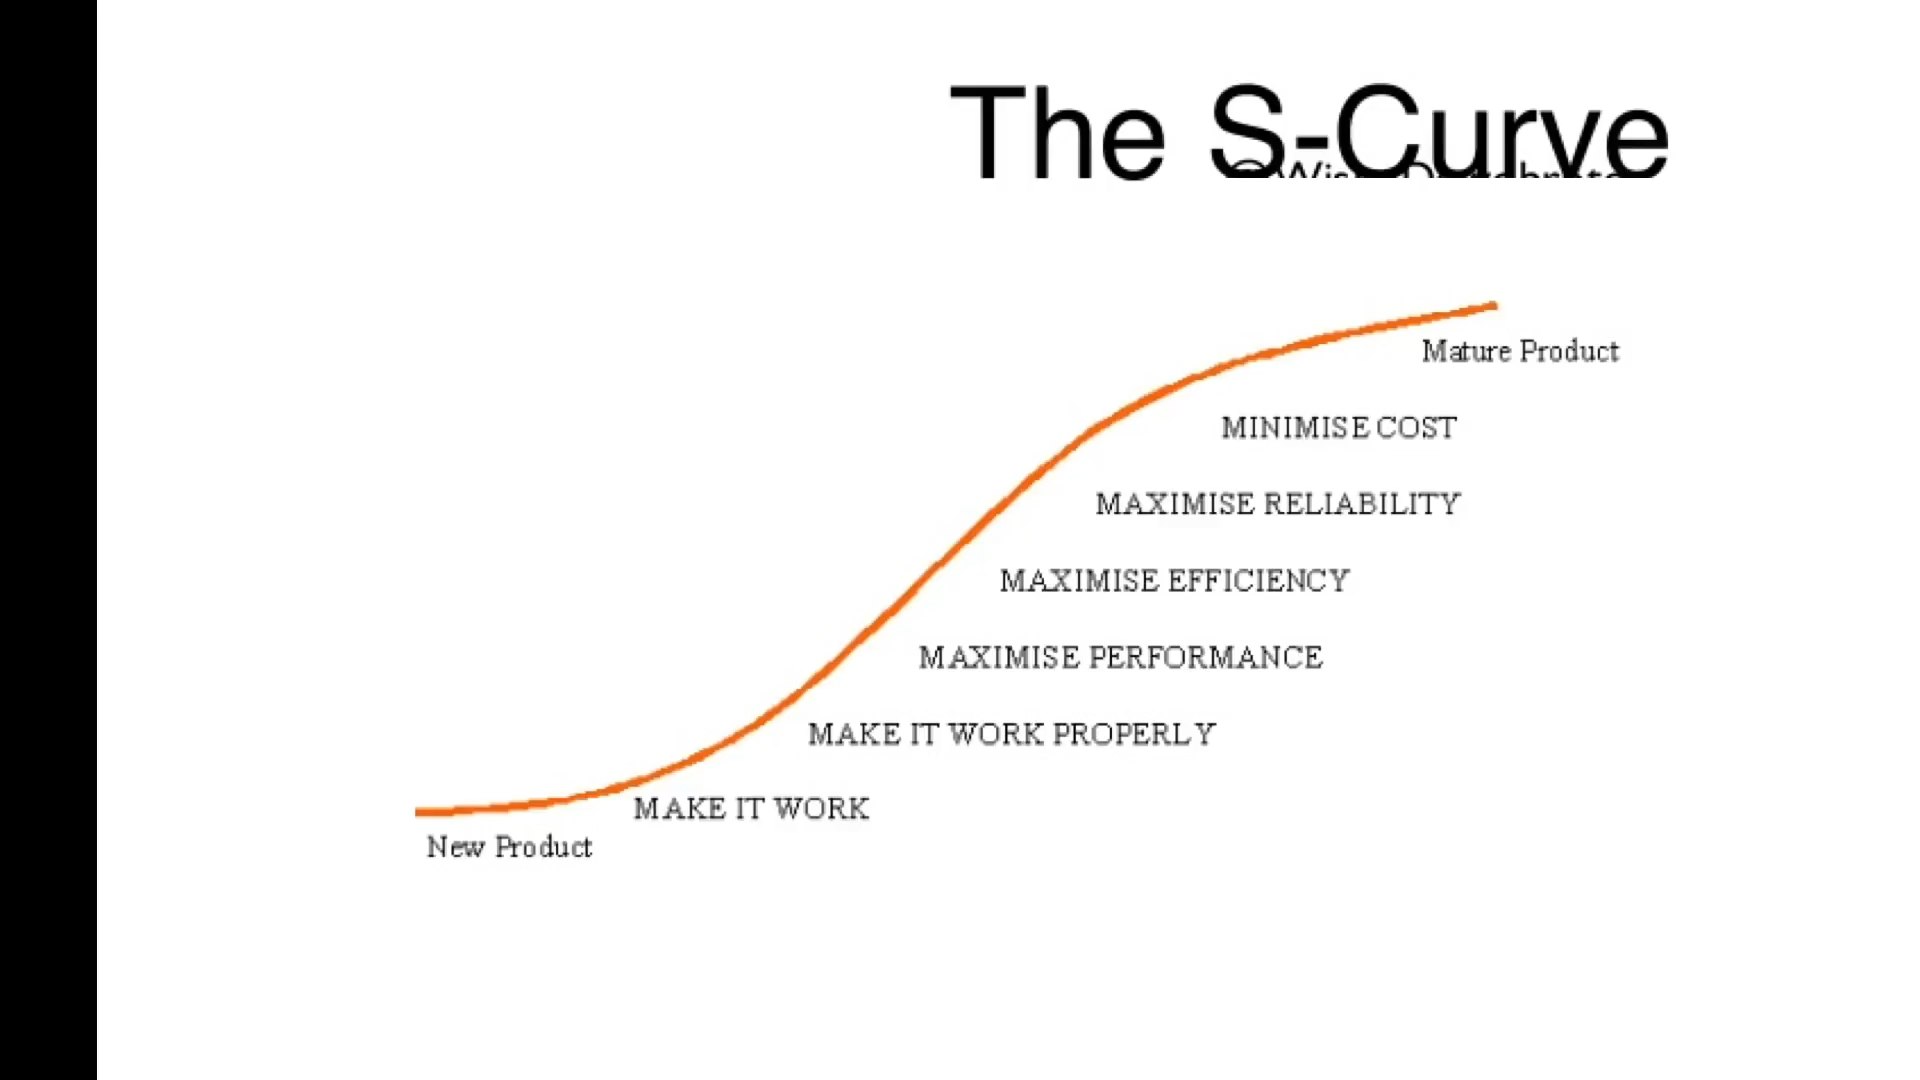 The S-Curve
Mature Product
MINIMISE COST
MAXIMISE RELIABILITY
MAXIMISE EFFICIENCY
MAXIMISE PERFORMANCE
MAKE IT WORK PROPERLY
MAKE IT WORK
New Product